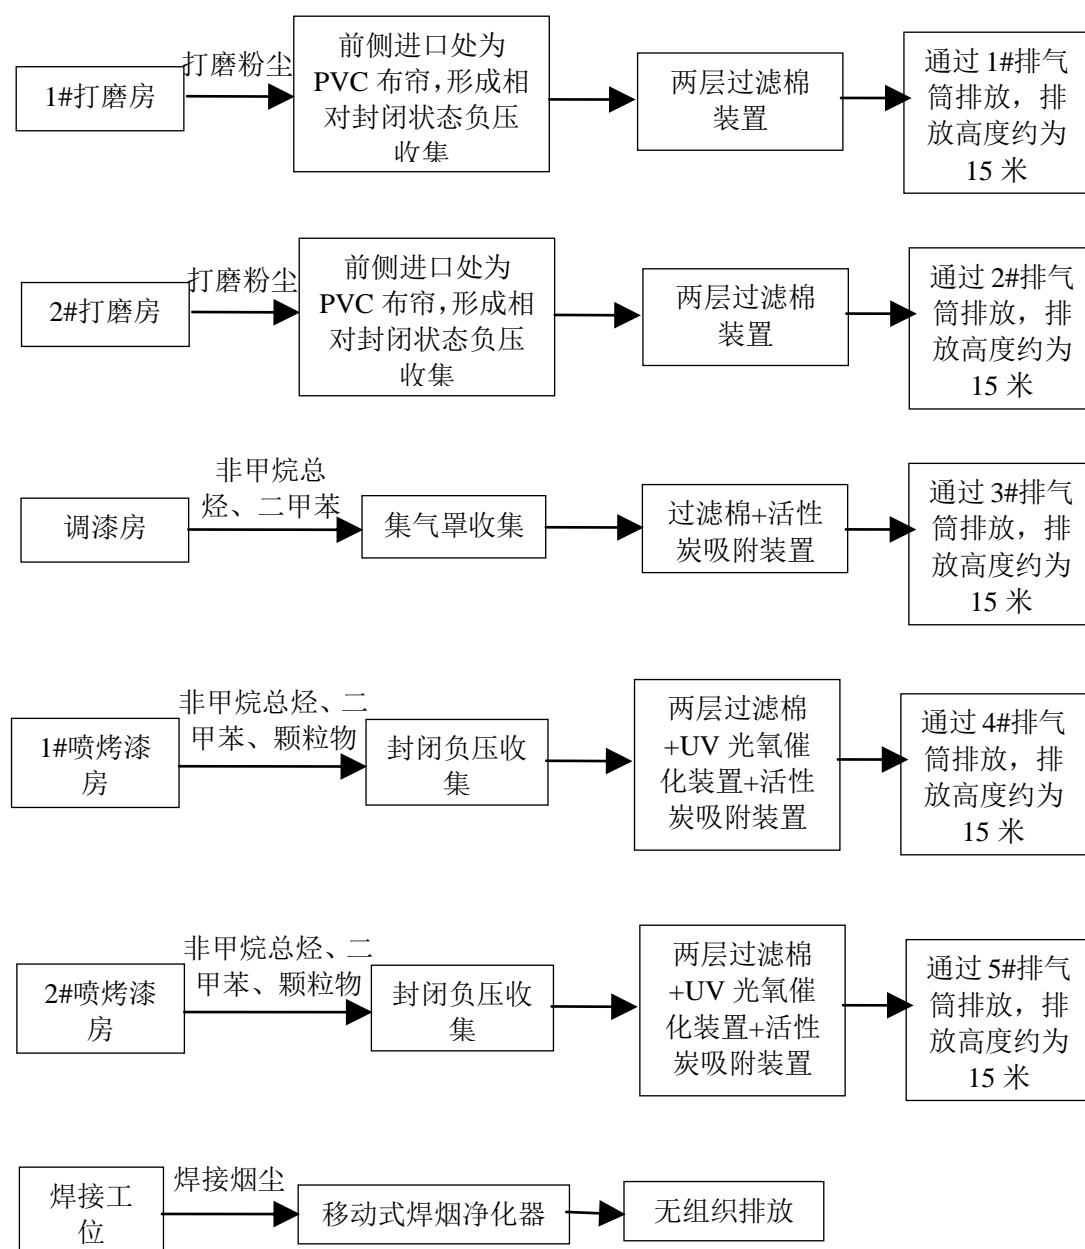 1#打磨房
打磨粉尘
前侧进口处为
PVC 布帘，形成相
对封闭状态负压
收集
两层过滤棉
装置
通过 1#排气
筒排放，排
放高度约为
15 米
2#打磨房
打磨粉尘
前侧进口处为
PVC 布帘，形成相
对封闭状态负压
收集
两层过滤棉
装置
通过 2#排气
筒排放，排
放高度约为
15 米
调漆房
非甲烷总
烃、二甲苯
集气罩收集
过滤棉+活性
炭吸附装置
通过 3#排气
筒排放，排
放高度约为
15 米
1#喷烤漆
房
非甲烷总烃、二
甲苯、颗粒物
封闭负压收
集
两层过滤棉
+UV 光氧催
化装置+活性
炭吸附装置
通过 4#排气
筒排放，排
放高度约为
15 米
2#喷烤漆
房
非甲烷总烃、二
甲苯、颗粒物
封闭负压收
集
两层过滤棉
+UV 光氧催
化装置+活性
炭吸附装置
通过 5#排气
筒排放，排
放高度约为
15 米
焊接工
位
焊接烟尘
移动式焊烟净化器
无组织排放